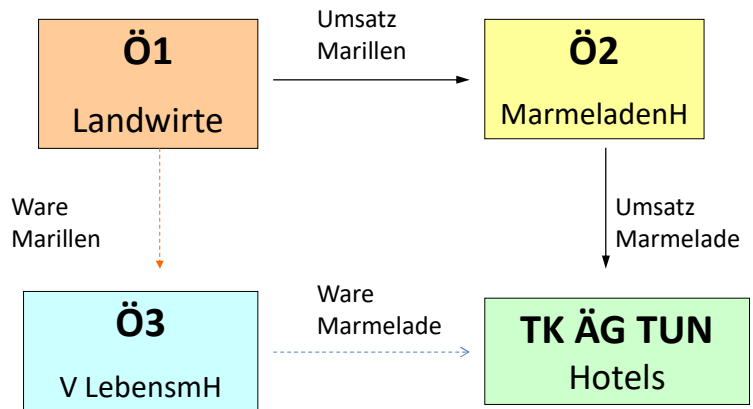 Ö1
Landwirte
Umsatz
Marillen
Ö2
MarmeladenH
Ware
Marillen
Umsatz
Marmelade
Ö3
V LebensmH
Ware
Marmelade
TK ÄG TUN
Hotels